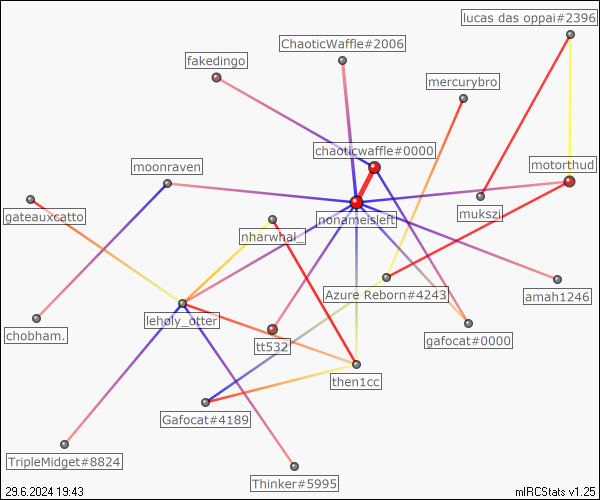 lucas das oppai#2396
ChaoticWaffle#2006
fakedingo
mercurybro
chaoticwaffle#0000
moonraven
motorthud
gateauxcatto
nonameisleft
mukszi
nharwhal_
Azure Reborn#4243
amah1246
chobham.
leholy_otter
gafocat#0000
tt532
then1cc
Gafocat#4189
TripleMidget#8824
Thinker#5995
29.6.2024 19:43
mIRCStats v1.25